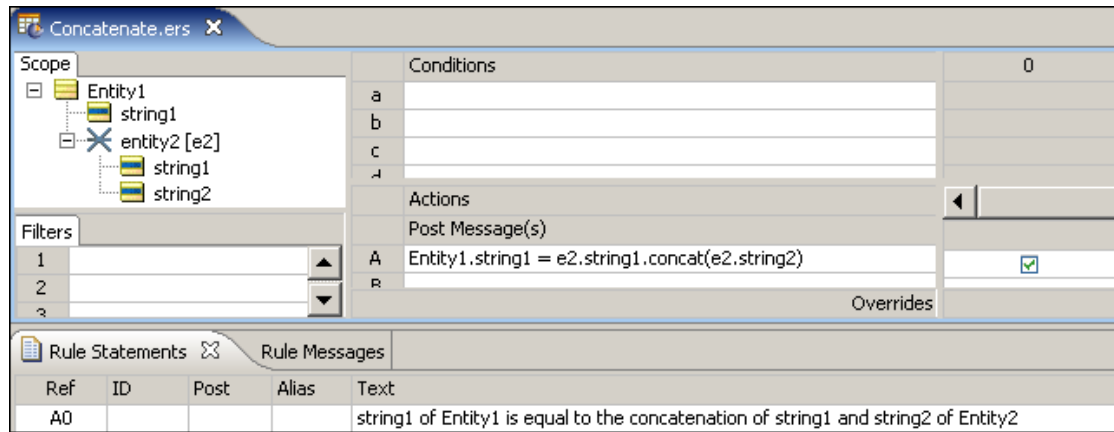 Concatenate.ers
Scope
Entity1
string1
entity2 [e2]
string1
string2
Filters
1
2
3
Conditions
0
a
b
c
d
Actions
Post Message(s)
A
Entity1.string1 = e2.string1.concat(e2.string2)
B
Overrides
Rule Statements
Rule Messages
Ref ID Post Alias Text
A0 string1 of Entity1 is equal to the concatenation of string1 and string2 of Entity2